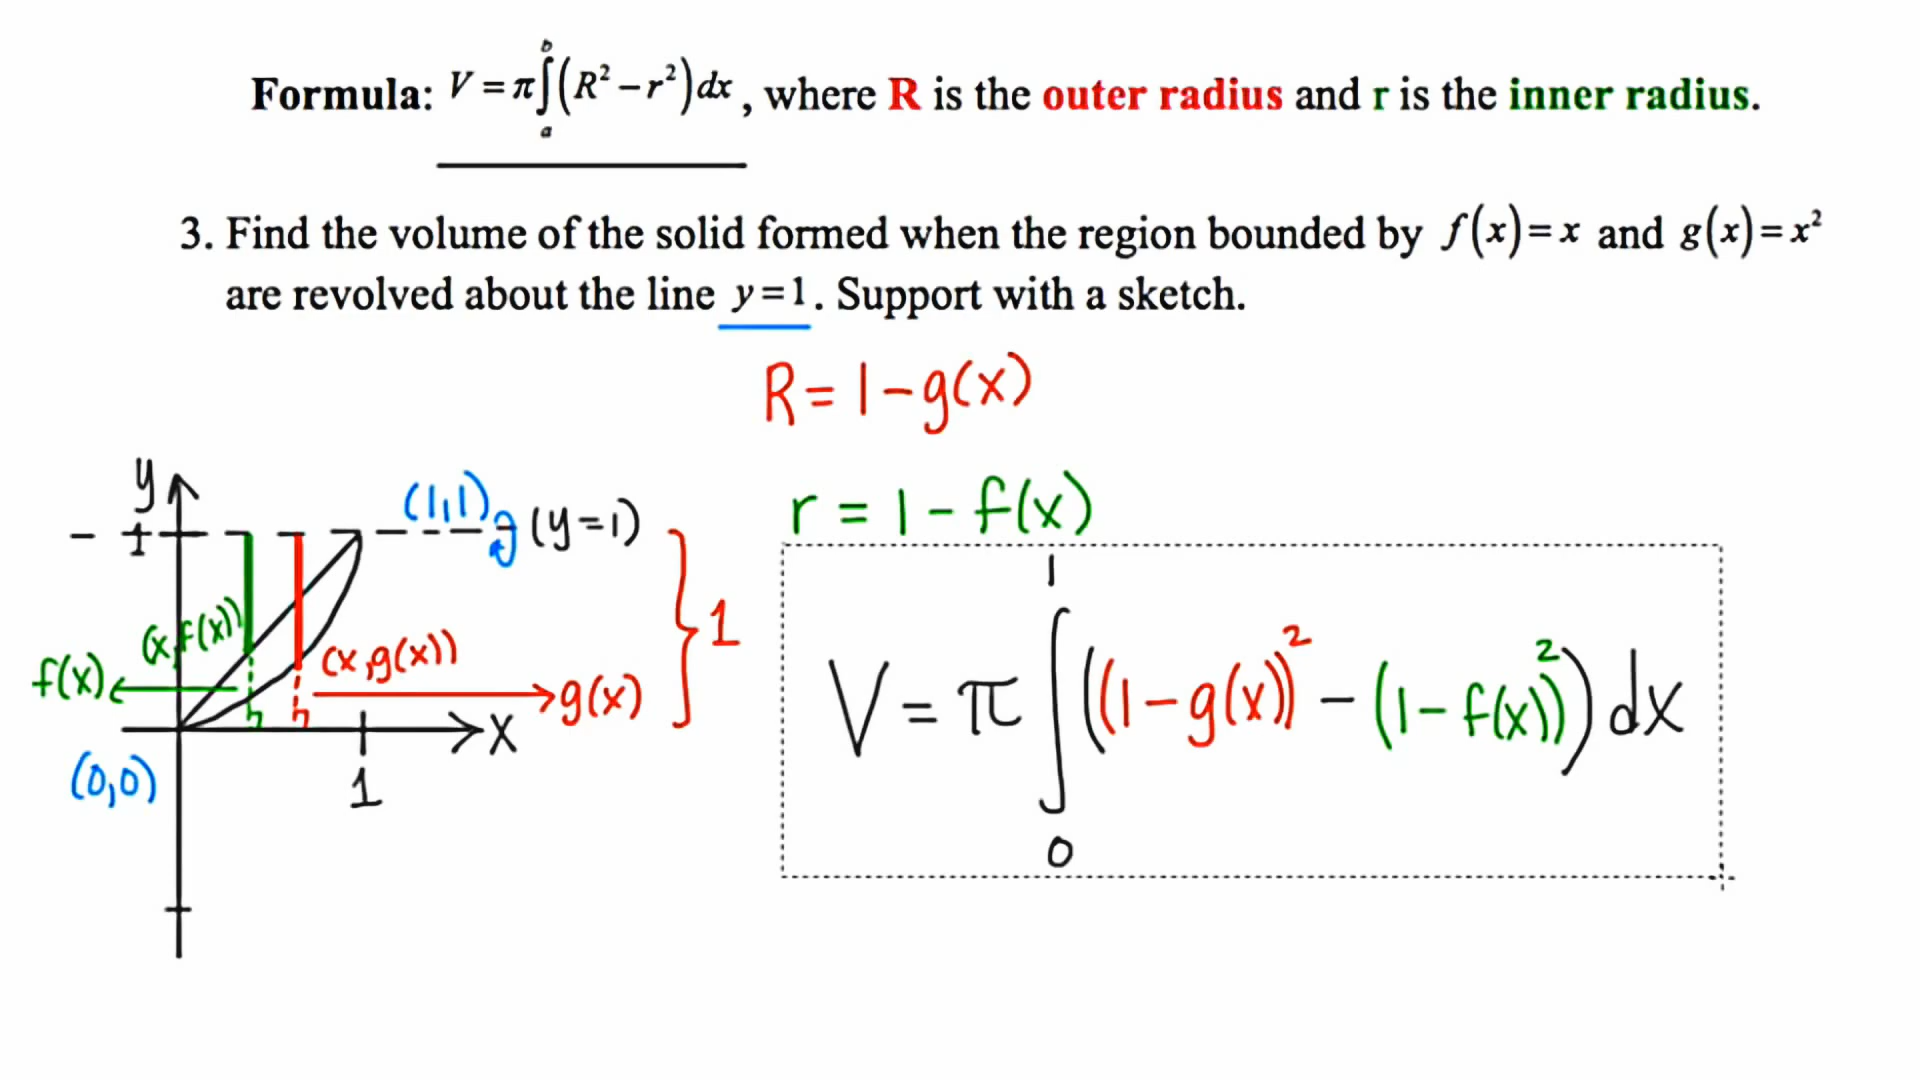 Formula: V = π∫ₐᵇ(R² − r²)dx, where R is the outer radius and r is the inner radius.
3. Find the volume of the solid formed when the region bounded by f(x) = x and g(x) = x²
are revolved about the line y = 1. Support with a sketch.
R = 1 − g(x)
r = 1 − f(x)
y
(1,1)
(y=1)
1
(x,f(x))
(x,g(x))
f(x)
g(x)
1
x
(0,0)
1
V = π ∫₀¹ ((1 − g(x))² − (1 − f(x))²) dx